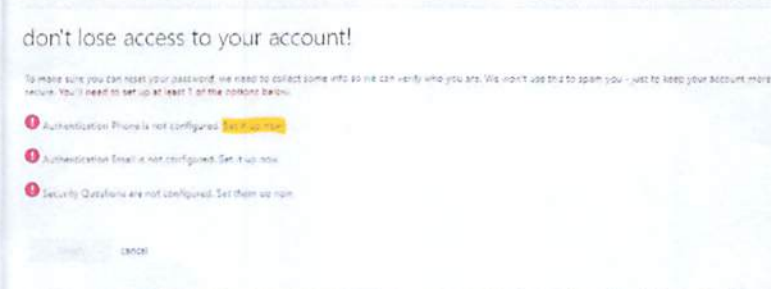 don't lose access to your account!
To make sure you can reset your password, we need to collect some info so we can verify who you are. We won't use this to spam you - just to keep your account more
secure. You'll need to set up at least 1 of the options below.
Authentication Phone is not configured. Set it up now
Authentication Email is not configured. Set it up now
Security Questions are not configured. Set them up now
cancel